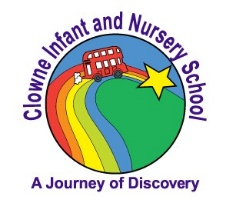 Clowne Infant and Nursery School
A Journey of Discovery